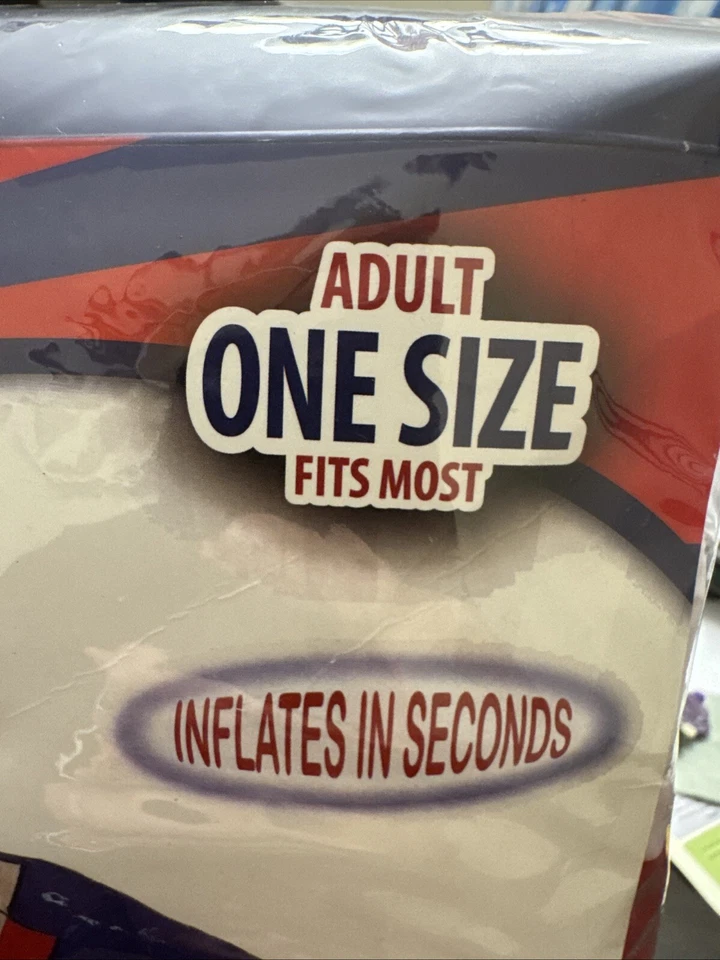 ADULT
ONE SIZE
FITS MOST
INFLATES IN SECONDS